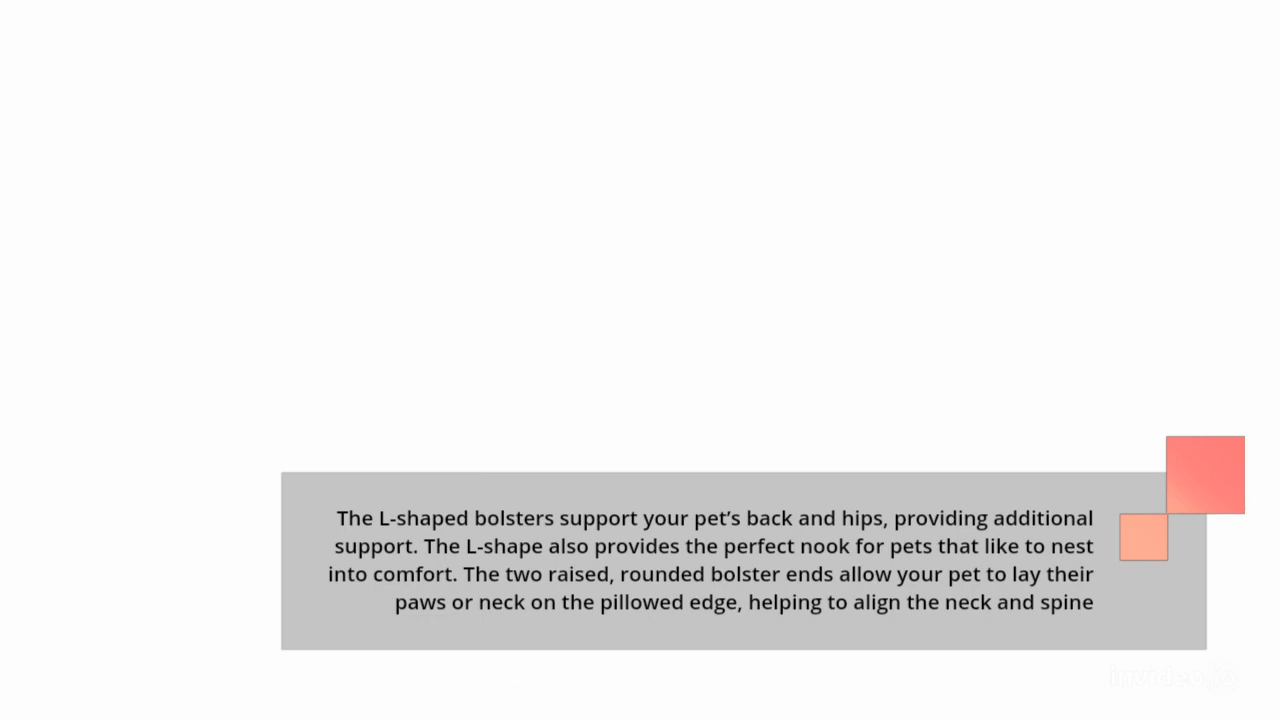 The L-shaped bolsters support your pet’s back and hips, providing additional
support. The L-shape also provides the perfect nook for pets that like to nest
into comfort. The two raised, rounded bolster ends allow your pet to lay their
paws or neck on the pillowed edge, helping to align the neck and spine
invideo.io